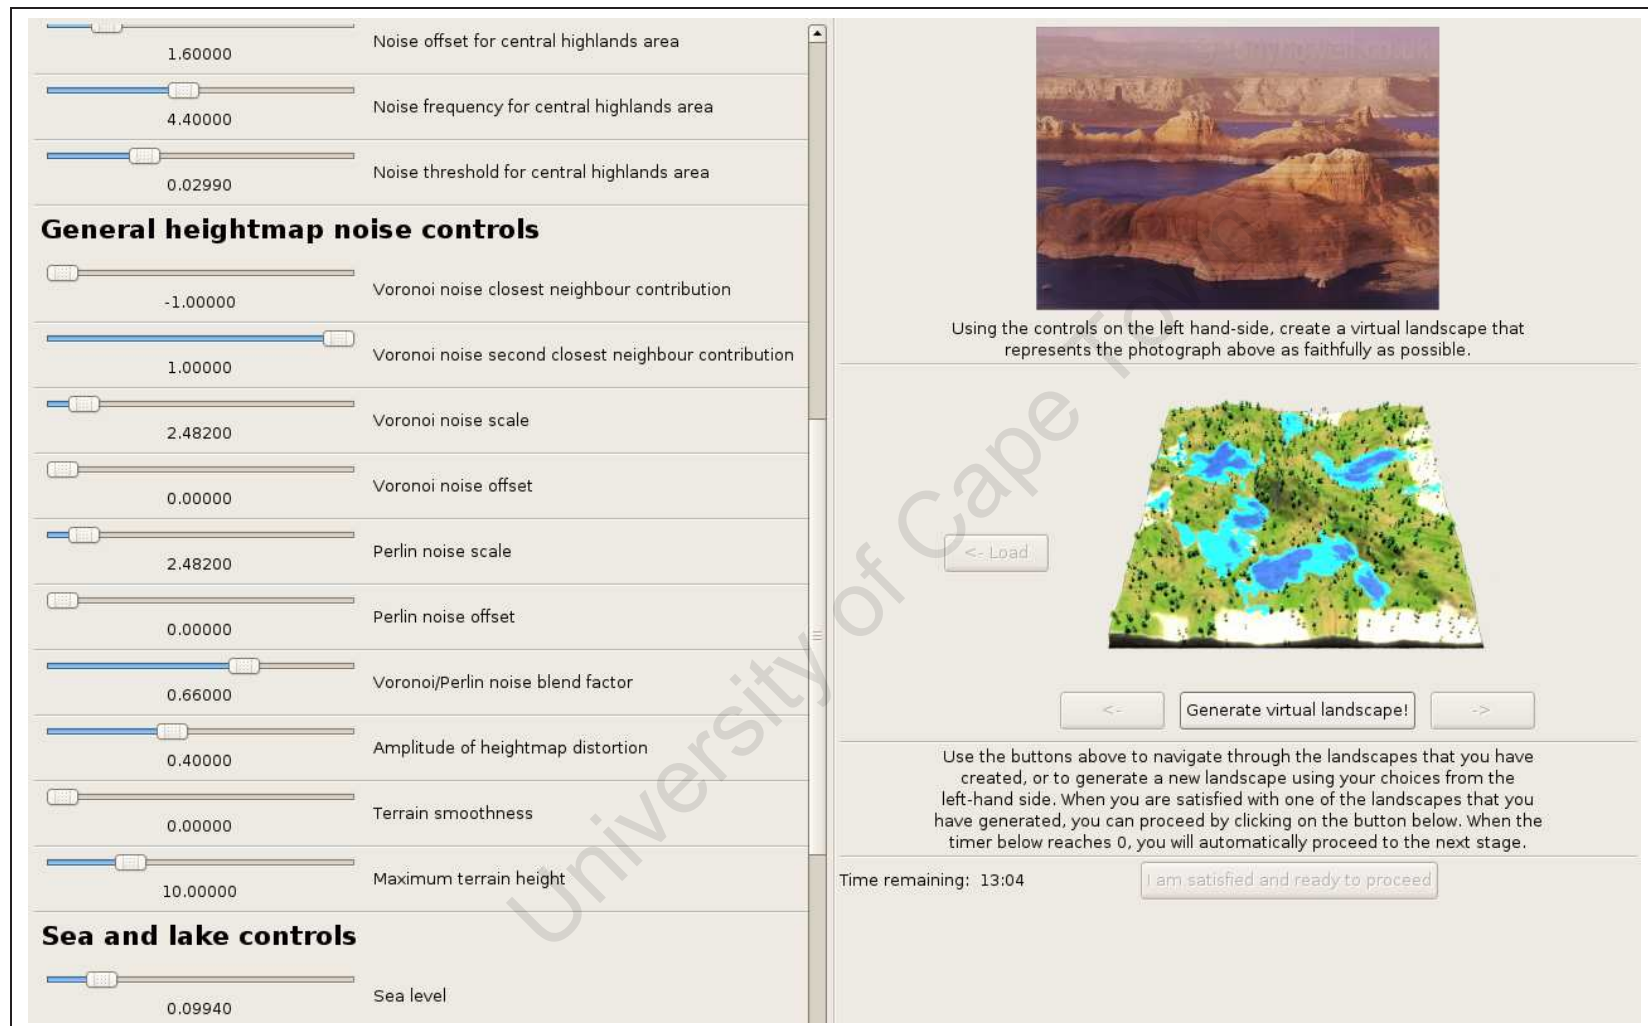 1.60000
Noise offset for central highlands area
4.40000
Noise frequency for central highlands area
0.02990
Noise threshold for central highlands area
General heightmap noise controls
-1.00000
Voronoi noise closest neighbour contribution
1.00000
Voronoi noise second closest neighbour contribution
2.48200
Voronoi noise scale
0.00000
Voronoi noise offset
2.48200
Perlin noise scale
0.00000
Perlin noise offset
0.66000
Voronoi/Perlin noise blend factor
0.40000
Amplitude of heightmap distortion
0.00000
Terrain smoothness
10.00000
Maximum terrain height
Sea and lake controls
0.09940
Sea level
Using the controls on the left hand-side, create a virtual landscape that
represents the photograph above as faithfully as possible.
<- Load
<-
Generate virtual landscape!
->
Use the buttons above to navigate through the landscapes that you have
created, or to generate a new landscape using your choices from the
left-hand side. When you are satisfied with one of the landscapes that you
have generated, you can proceed by clicking on the button below. When the
timer below reaches 0, you will automatically proceed to the next stage.
Time remaining: 13:04
I am satisfied and ready to proceed
University of Cape Town